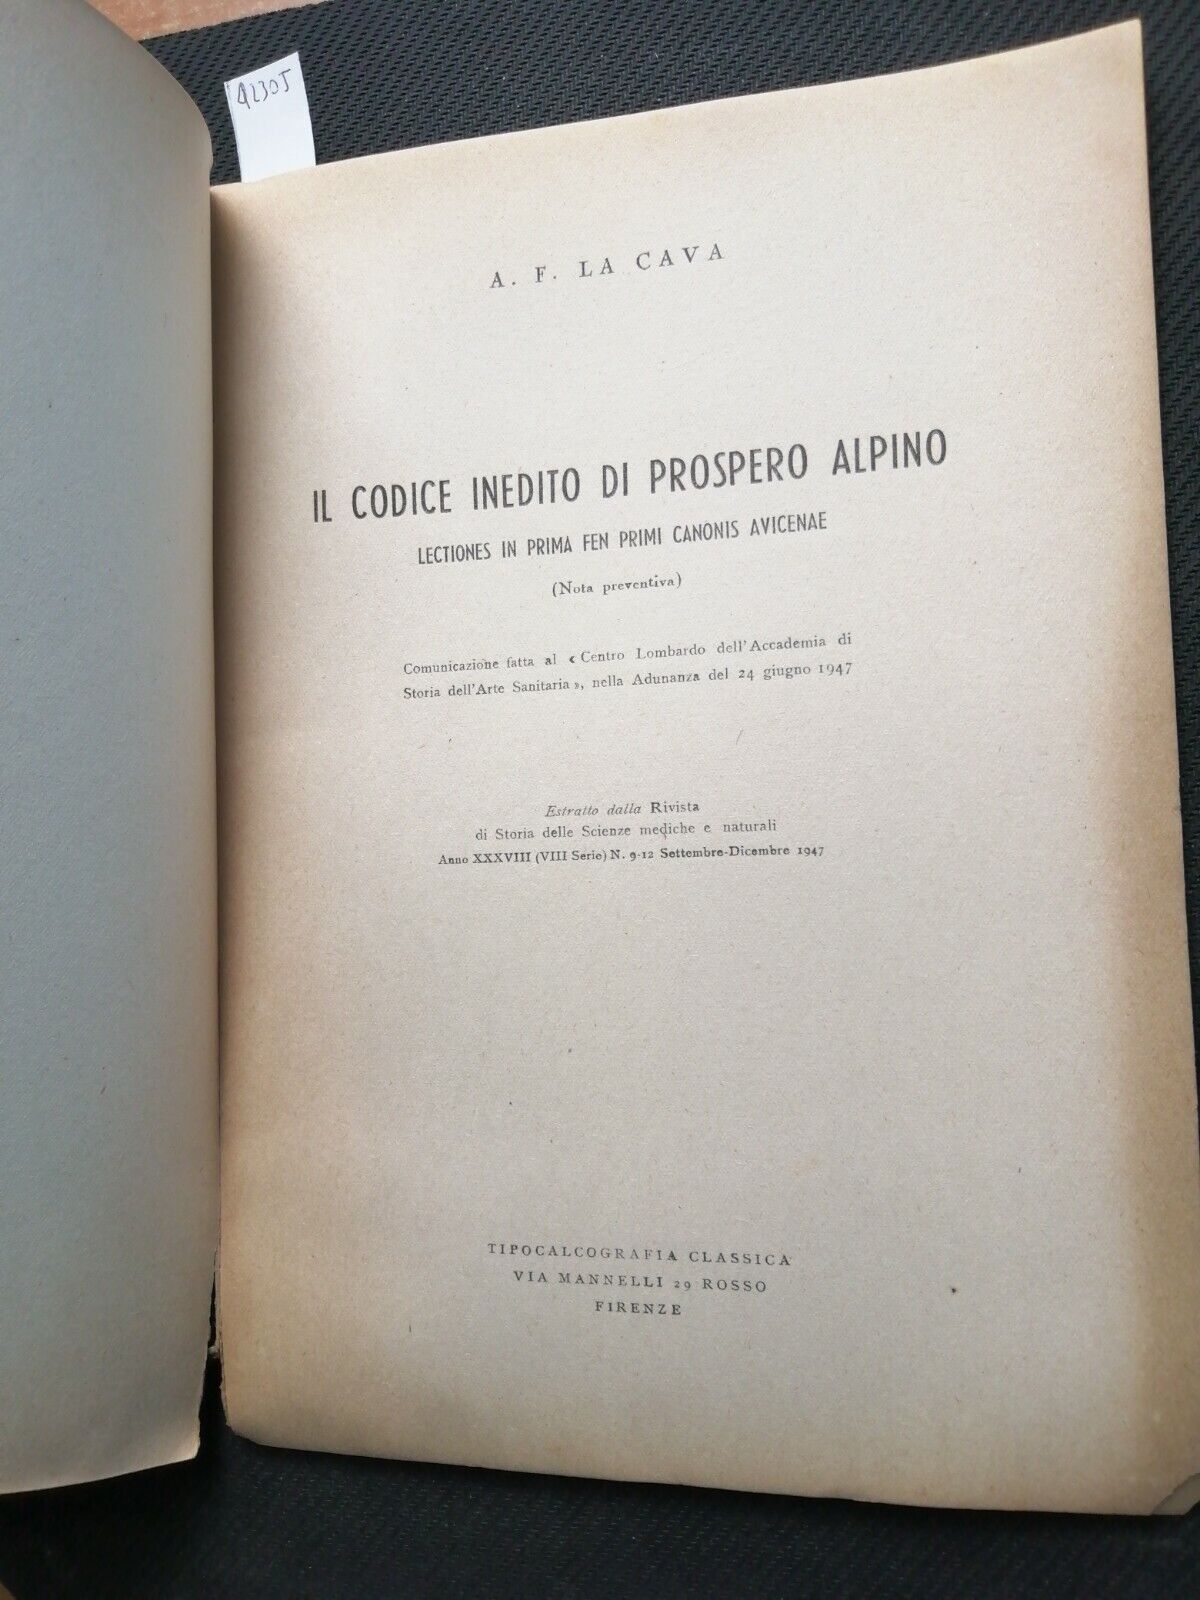 4230J
A. F. LA CAVA
IL CODICE INEDITO DI PROSPERO ALPINO
LECTIONES IN PRIMA FEN PRIMI CANONIS AVICENAE
(Nota preventiva)
Comunicazione fatta al « Centro Lombardo dell'Accademia di
Storia dell'Arte Sanitaria », nella Adunanza del 24 giugno 1947
Estratto dalla Rivista
di Storia delle Scienze mediche e naturali
Anno XXXVIII (VIII Serie) N. 9-12 Settembre-Dicembre 1947
TIPOCALCOGRAFIA CLASSICA
VIA MANNELLI 29 ROSSO
FIRENZE